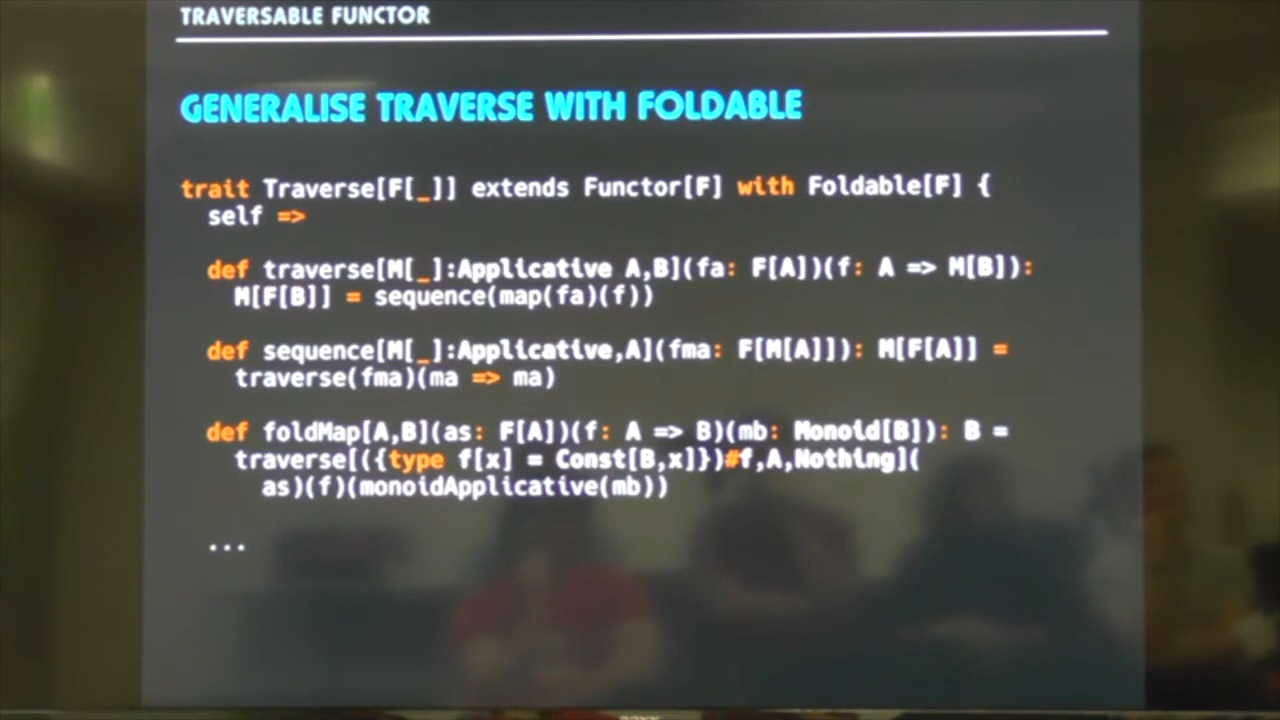 TRAVERSABLE FUNCTOR
GENERALISE TRAVERSE WITH FOLDABLE
trait Traverse[F[_]] extends Functor[F] with Foldable[F] {
self =>
def traverse[M[_]:Applicative A,B](fa: F[A])(f: A => M[B]):
M[F[B]] = sequence(map(fa)(f))
def sequence[M[_]:Applicative,A](fma: F[M[A]]): M[F[A]] =
traverse(fma)(ma => ma)
def foldMap[A,B](as: F[A])(f: A => B)(mb: Monoid[B]): B =
traverse[({type f[x] = Const[B,x]})#f,A,Nothing](
as)(f)(monoidApplicative(mb))
...